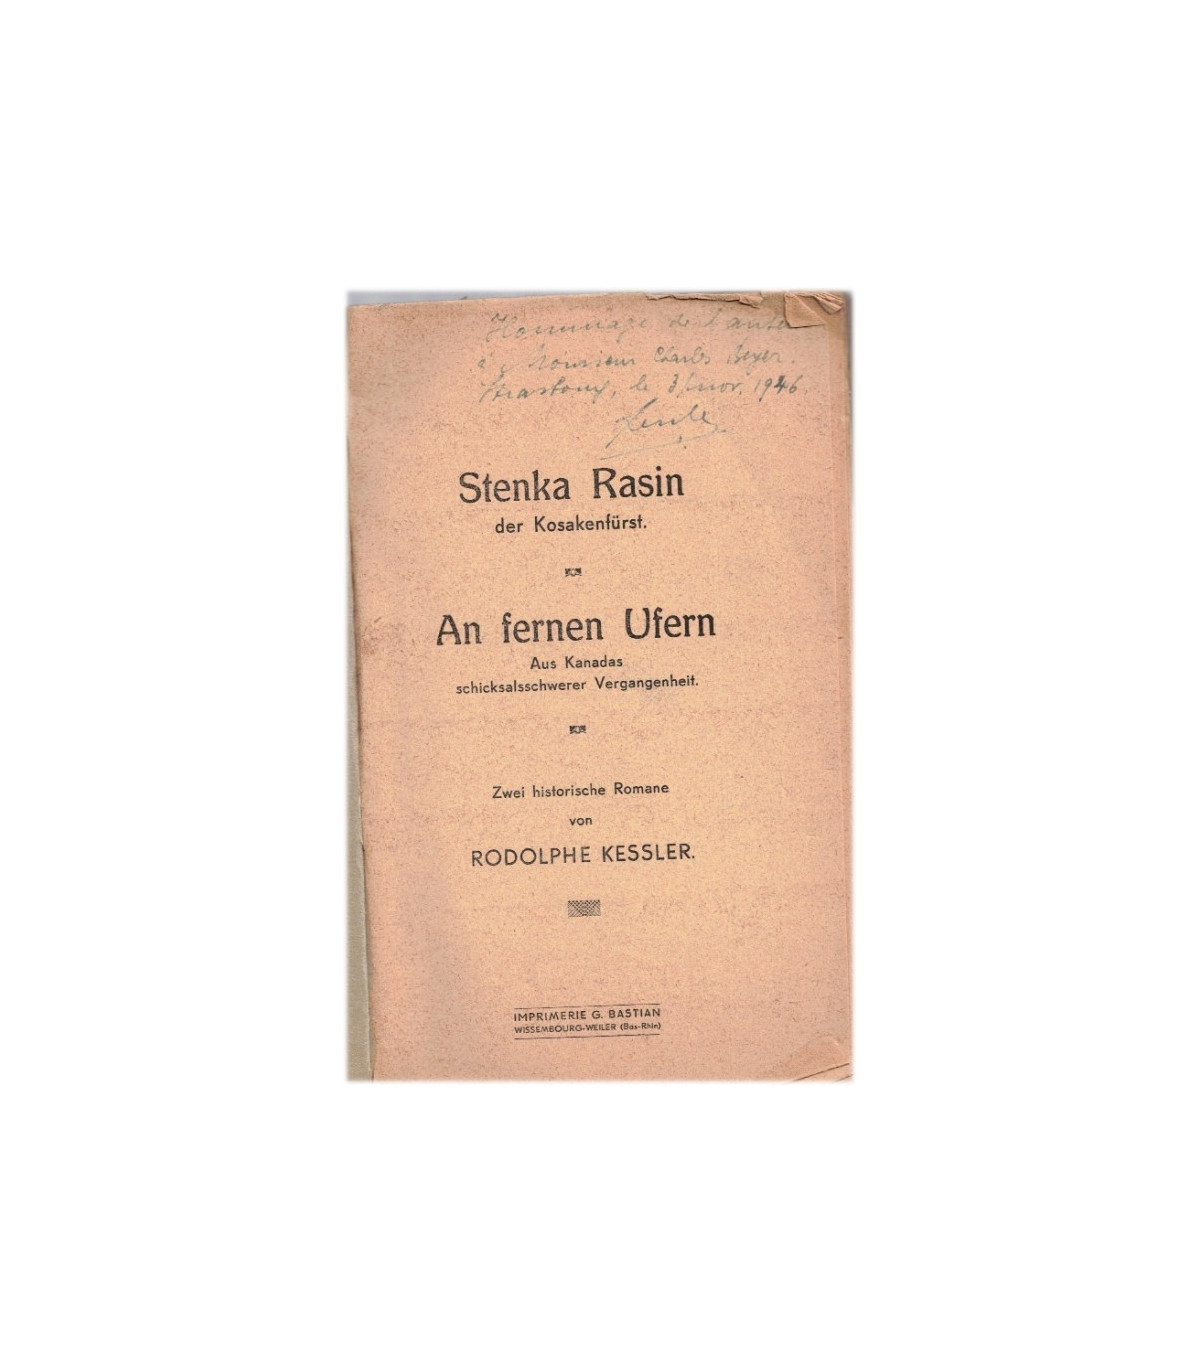 Hommage de l'auteur
à Monsieur Charles Beyer.
Strasbourg, le 3 nov. 1946.
Stenka Rasin
der Kosakenfürst.
An fernen Ufern
Aus Kanadas
schicksalsschwerer Vergangenheit.
Zwei historische Romane
von
RODOLPHE KESSLER.
IMPRIMERIE G. BASTIAN
WISSEMBOURG-WEILER (Bas-Rhin)